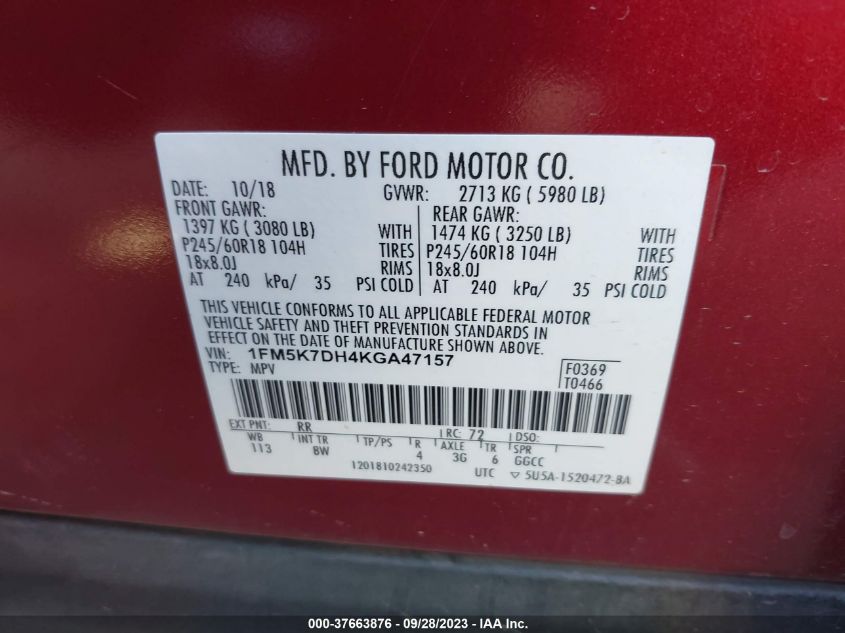 MFD. BY FORD MOTOR CO.
DATE: 10/18 GVWR: 2713 KG ( 5980 LB)
FRONT GAWR: REAR GAWR:
1397 KG ( 3080 LB) WITH 1474 KG ( 3250 LB) WITH
P245/60R18 104H TIRES P245/60R18 104H TIRES
18x8.0J RIMS 18x8.0J RIMS
AT 240 kPa/ 35 PSI COLD AT 240 kPa/ 35 PSI COLD
THIS VEHICLE CONFORMS TO ALL APPLICABLE FEDERAL MOTOR
VEHICLE SAFETY AND THEFT PREVENTION STANDARDS IN
EFFECT ON THE DATE OF MANUFACTURE SHOWN ABOVE.
VIN: 1FM5K7DH4KGA47157
TYPE: MPV
F0369
T0466
EXT PNT: RR RC: 72 DSO:
WB INT TR TP/PS R AXLE TR SPR
113 8W 4 3G 6 GGCC
1201810242350 UTC ▽ 5U5A-1520472-BA
000-37663876 - 09/28/2023 - IAA Inc.